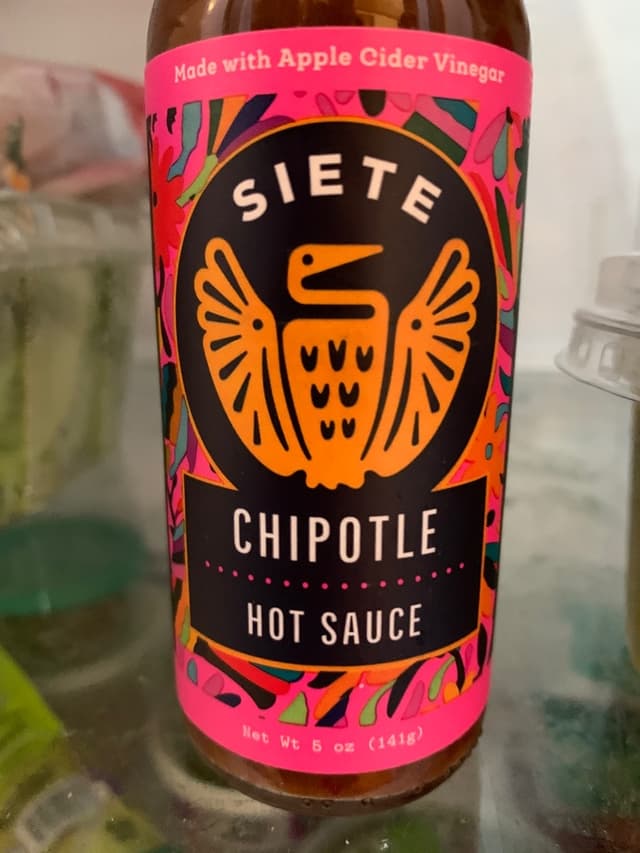 Made with Apple Cider Vinegar
SIETE
CHIPOTLE
HOT SAUCE
Net Wt 5 oz (141g)